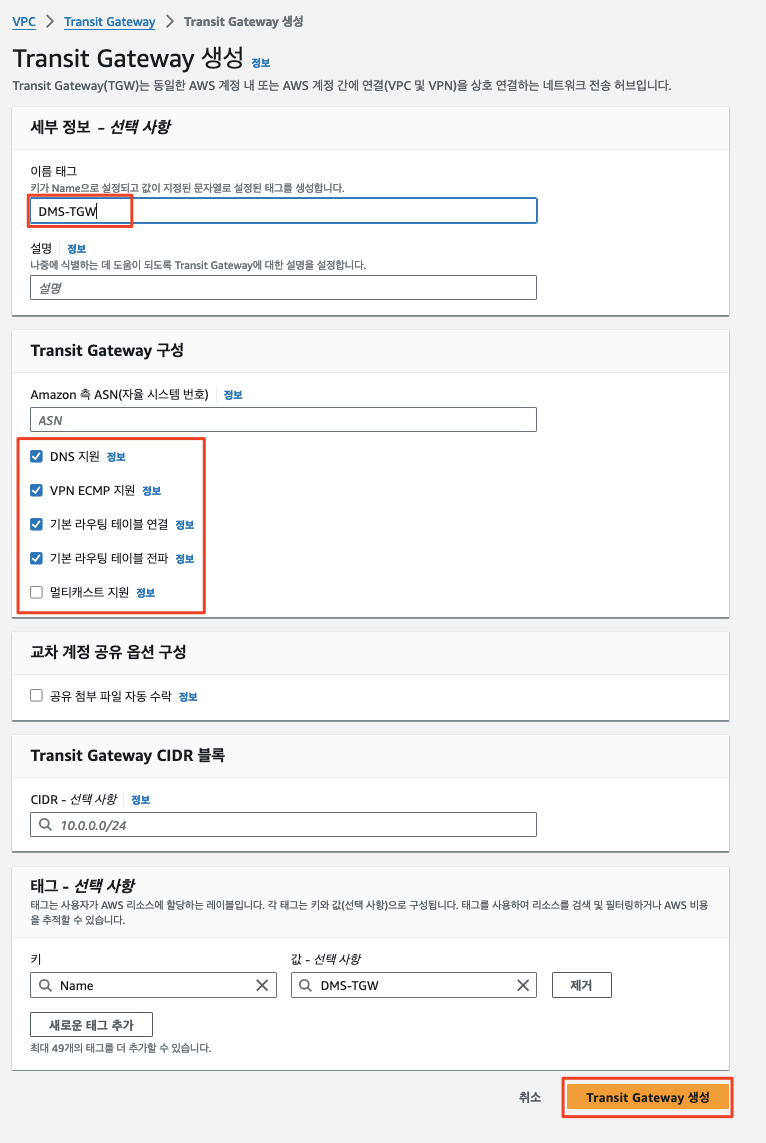 VPC > Transit Gateway > Transit Gateway 생성
Transit Gateway 생성 정보
Transit Gateway(TGW)는 동일한 AWS 계정 내 또는 AWS 계정 간에 연결(VPC 및 VPN)을 상호 연결하는 네트워크 전송 허브입니다.
세부 정보 - 선택 사항
이름 태그
키가 Name으로 설정되고 값이 지정된 문자열로 설정된 태그를 생성합니다.
DMS-TGW
설명 정보
나중에 식별하는 데 도움이 되도록 Transit Gateway에 대한 설명을 설정합니다.
설명
Transit Gateway 구성
Amazon 측 ASN(자율 시스템 번호) 정보
ASN
DNS 지원 정보
VPN ECMP 지원 정보
기본 라우팅 테이블 연결 정보
기본 라우팅 테이블 전파 정보
멀티캐스트 지원 정보
교차 계정 공유 옵션 구성
공유 첨부 파일 자동 수락 정보
Transit Gateway CIDR 블록
CIDR - 선택 사항 정보
10.0.0.0/24
태그 - 선택 사항
태그는 사용자가 AWS 리소스에 할당하는 레이블입니다. 각 태그는 키와 값(선택 사항)으로 구성됩니다. 태그를 사용하여 리소스를 검색 및 필터링하거나 AWS 비용
을 추적할 수 있습니다.
키 값 - 선택 사항
Name DMS-TGW 제거
새로운 태그 추가
최대 49개의 태그를 더 추가할 수 있습니다.
취소 Transit Gateway 생성